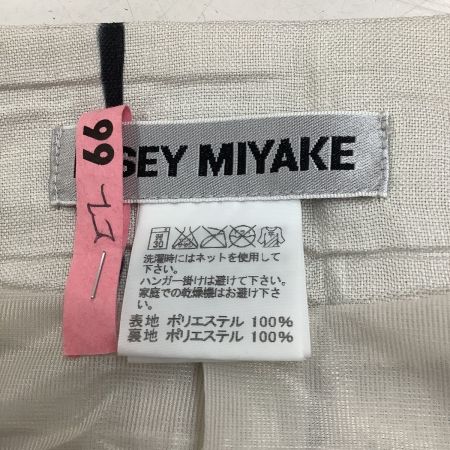 SEY MIYAKE
99
洗濯時にはネットを使用して
下さい。
ハンガー掛けは避けて下さい。
家庭での乾燥機はお避け下さ
い。
表地 ポリエステル 100%
裏地 ポリエステル 100%